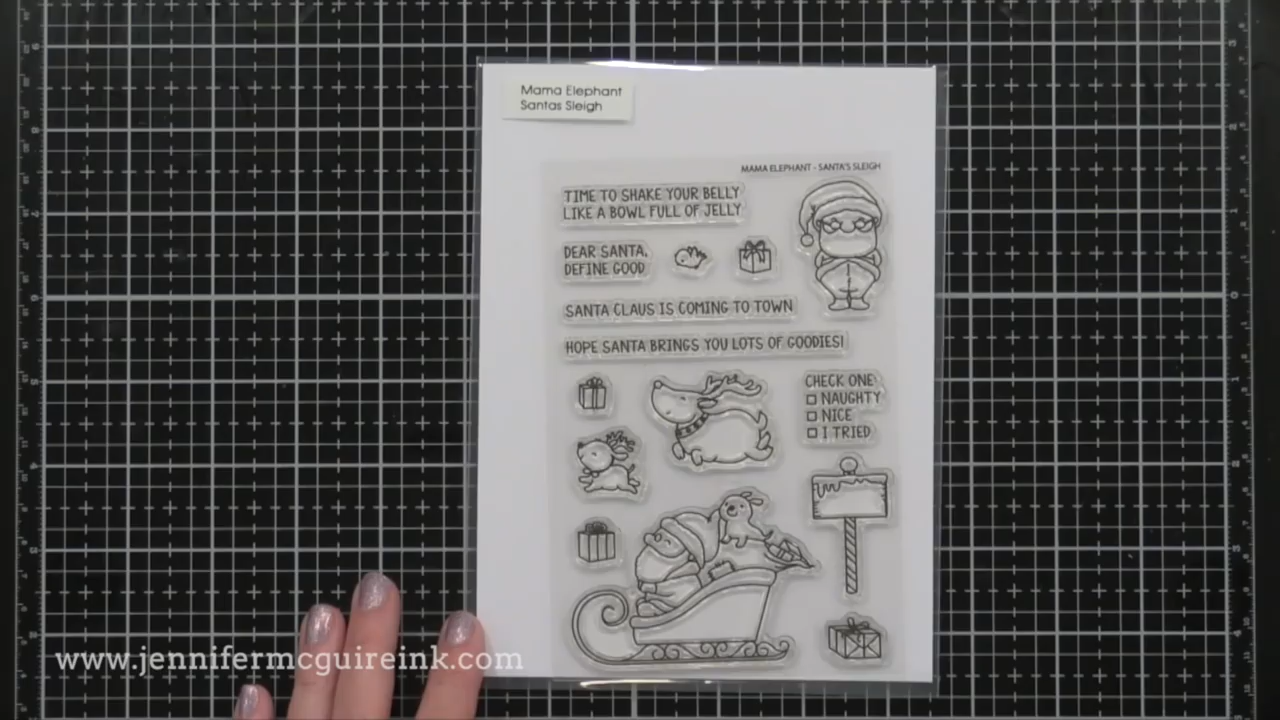 Mama Elephant
Santas Sleigh
MAMA ELEPHANT - SANTA'S SLEIGH
TIME TO SHAKE YOUR BELLY
LIKE A BOWL FULL OF JELLY
DEAR SANTA,
DEFINE GOOD
SANTA CLAUS IS COMING TO TOWN
HOPE SANTA BRINGS YOU LOTS OF GOODIES!
CHECK ONE:
NAUGHTY
NICE
I TRIED
www.jennifermcguireink.com